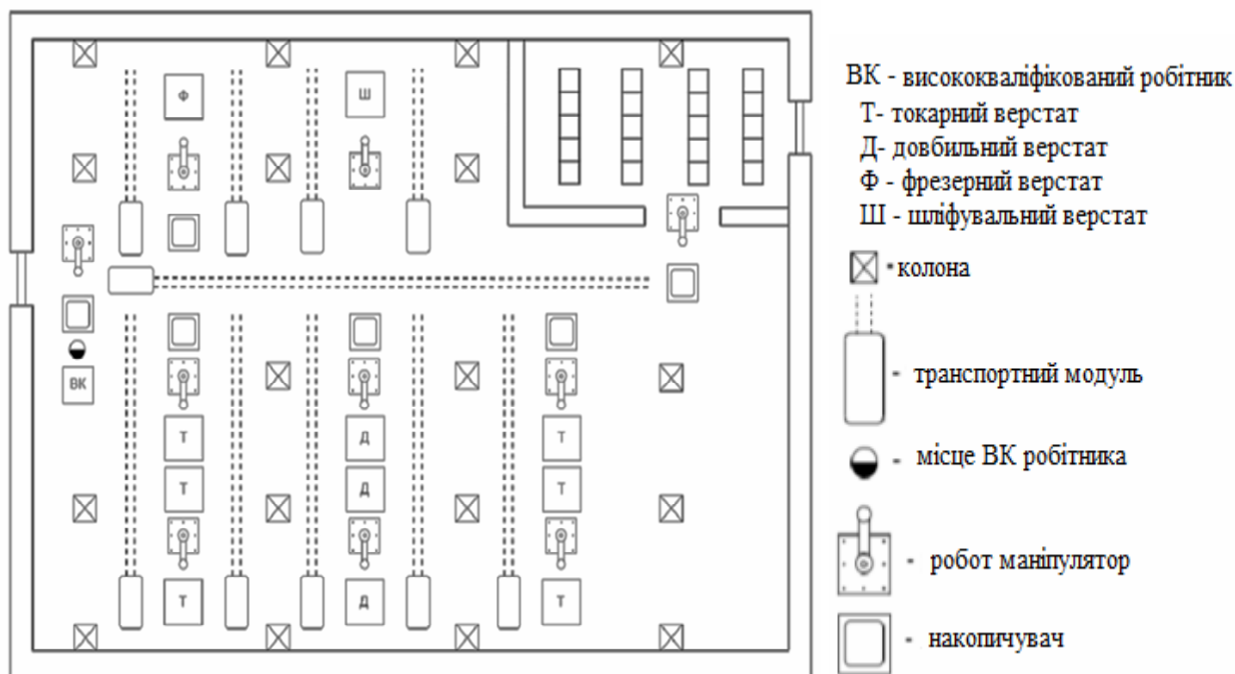 Ф
Ш
ВК
Т
Д
Т
Т
Д
Т
Т
Д
Т
ВК - висококваліфікований робітник
Т- токарний верстат
Д- довбильний верстат
Ф - фрезерний верстат
Ш - шліфувальний верстат
- колона
- транспортний модуль
- місце ВК робітника
- робот маніпулятор
- накопичувач